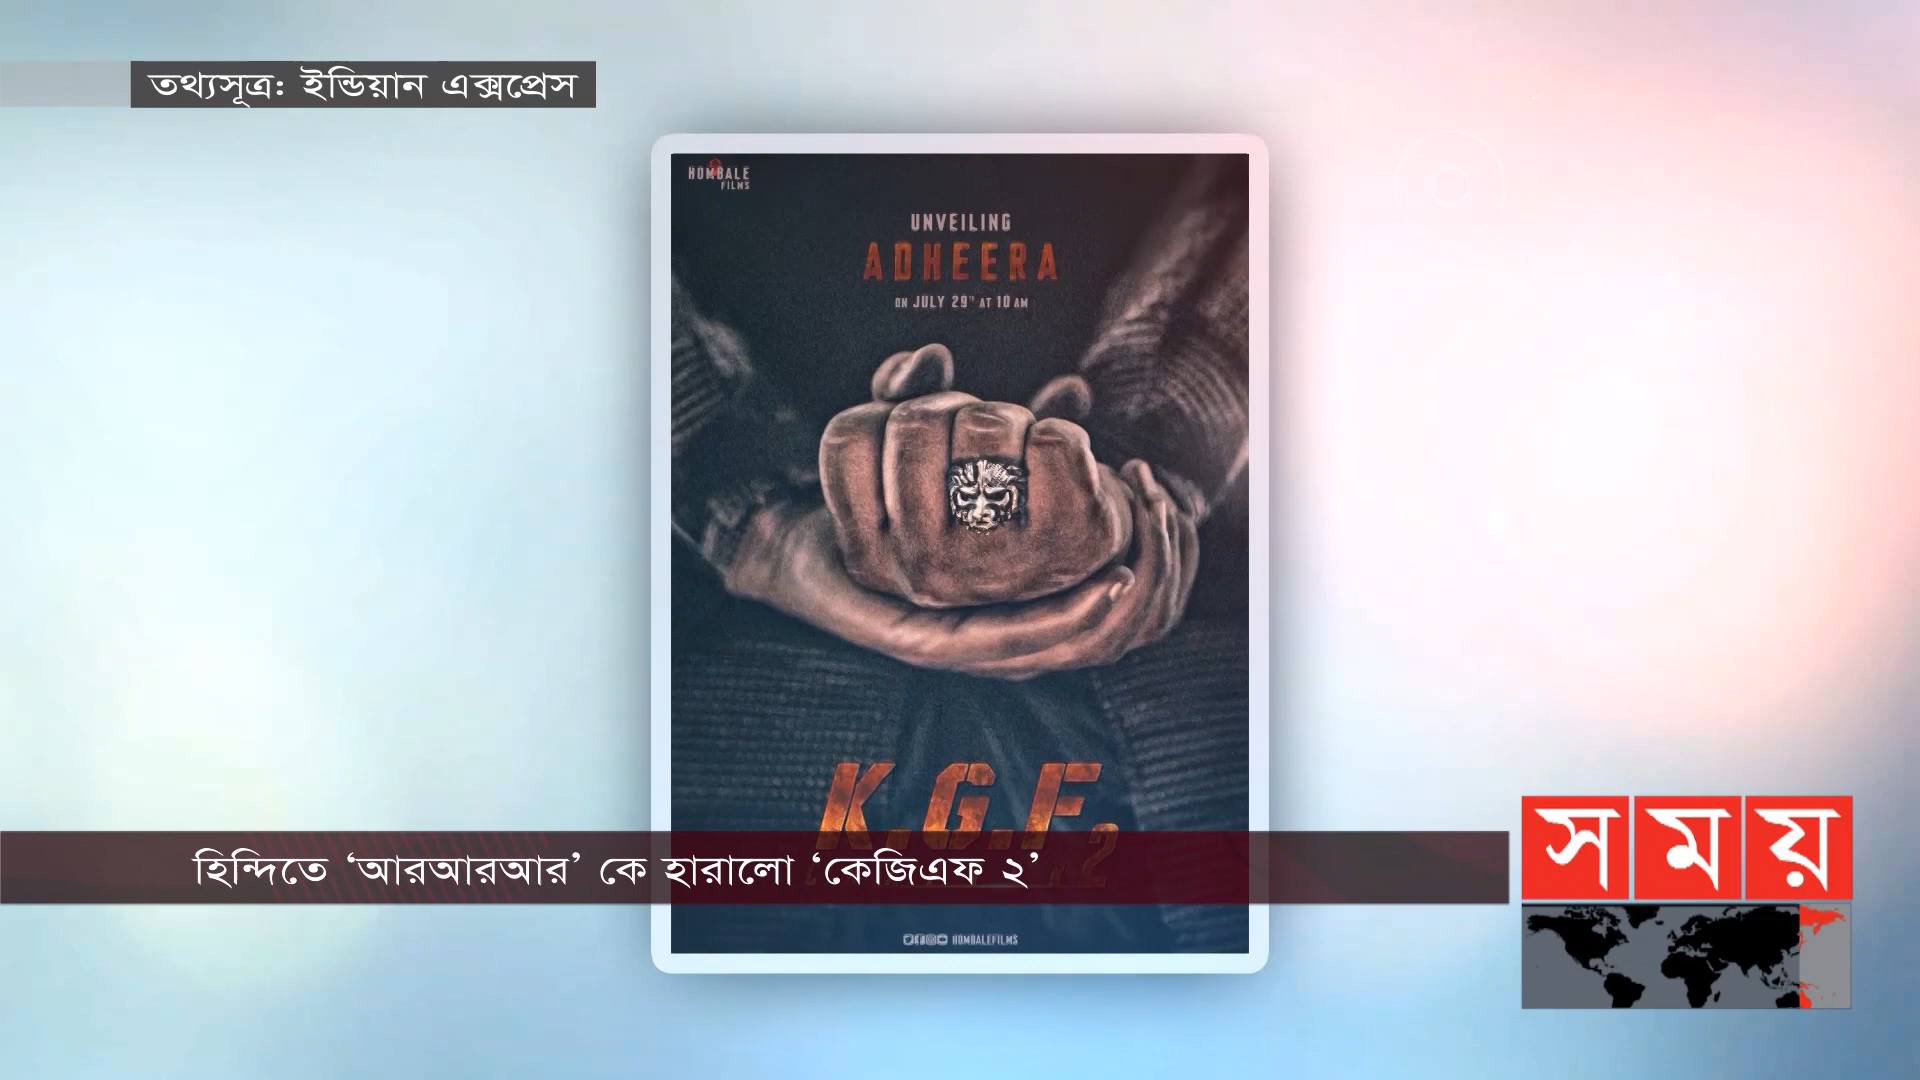 তথ্যসূত্র: ইন্ডিয়ান এক্সপ্রেস
HOMBALE
FILMS
UNVEILING
ADHEERA
ON JULY 29TH AT 10 AM
K.G.F
2
হিন্দিতে ‘আরআরআর’ কে হারালো ‘কেজিএফ ২’
সময়
HOMBALEFILMS